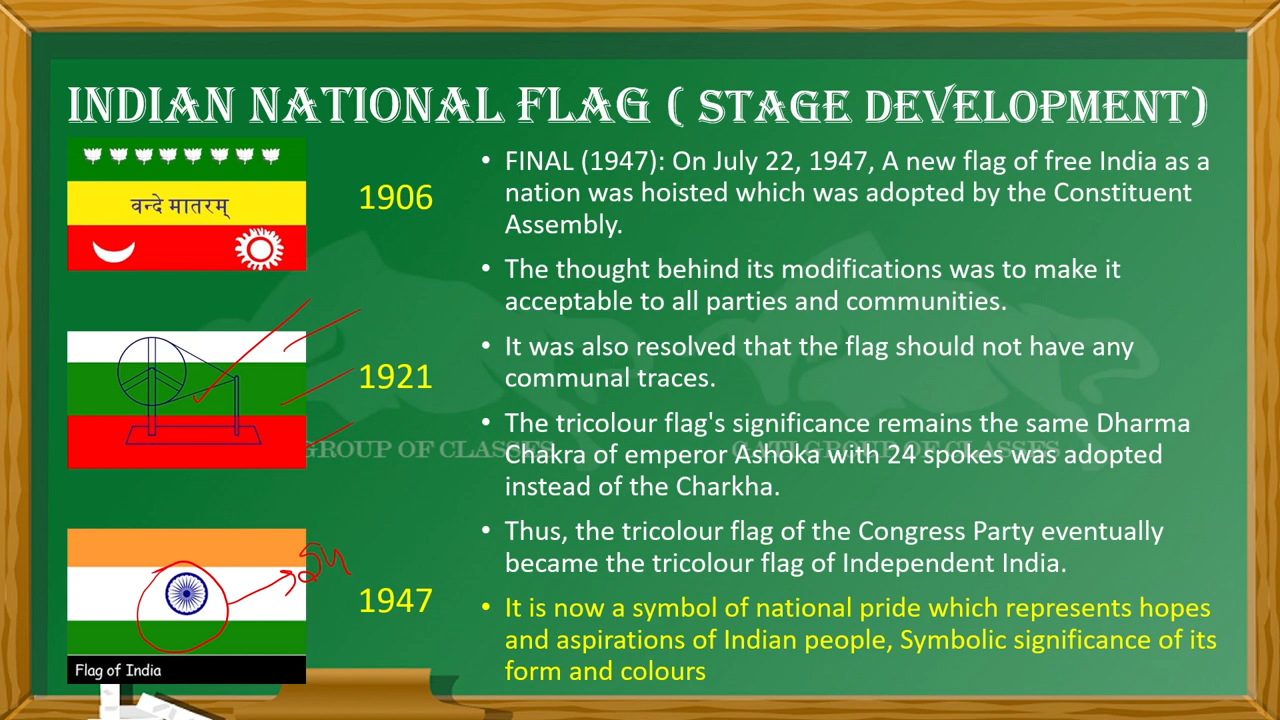 INDIAN NATIONAL FLAG ( STAGE DEVELOPMENT)
वन्दे मातरम्
1906
1921
24
1947
Flag of India
• FINAL (1947): On July 22, 1947, A new flag of free India as a
nation was hoisted which was adopted by the Constituent
Assembly.
• The thought behind its modifications was to make it
acceptable to all parties and communities.
• It was also resolved that the flag should not have any
communal traces.
• The tricolour flag's significance remains the same Dharma
Chakra of emperor Ashoka with 24 spokes was adopted
instead of the Charkha.
• Thus, the tricolour flag of the Congress Party eventually
became the tricolour flag of Independent India.
• It is now a symbol of national pride which represents hopes
and aspirations of Indian people, Symbolic significance of its
form and colours
GROUP OF CLASSES
GROUP OF CLASSES